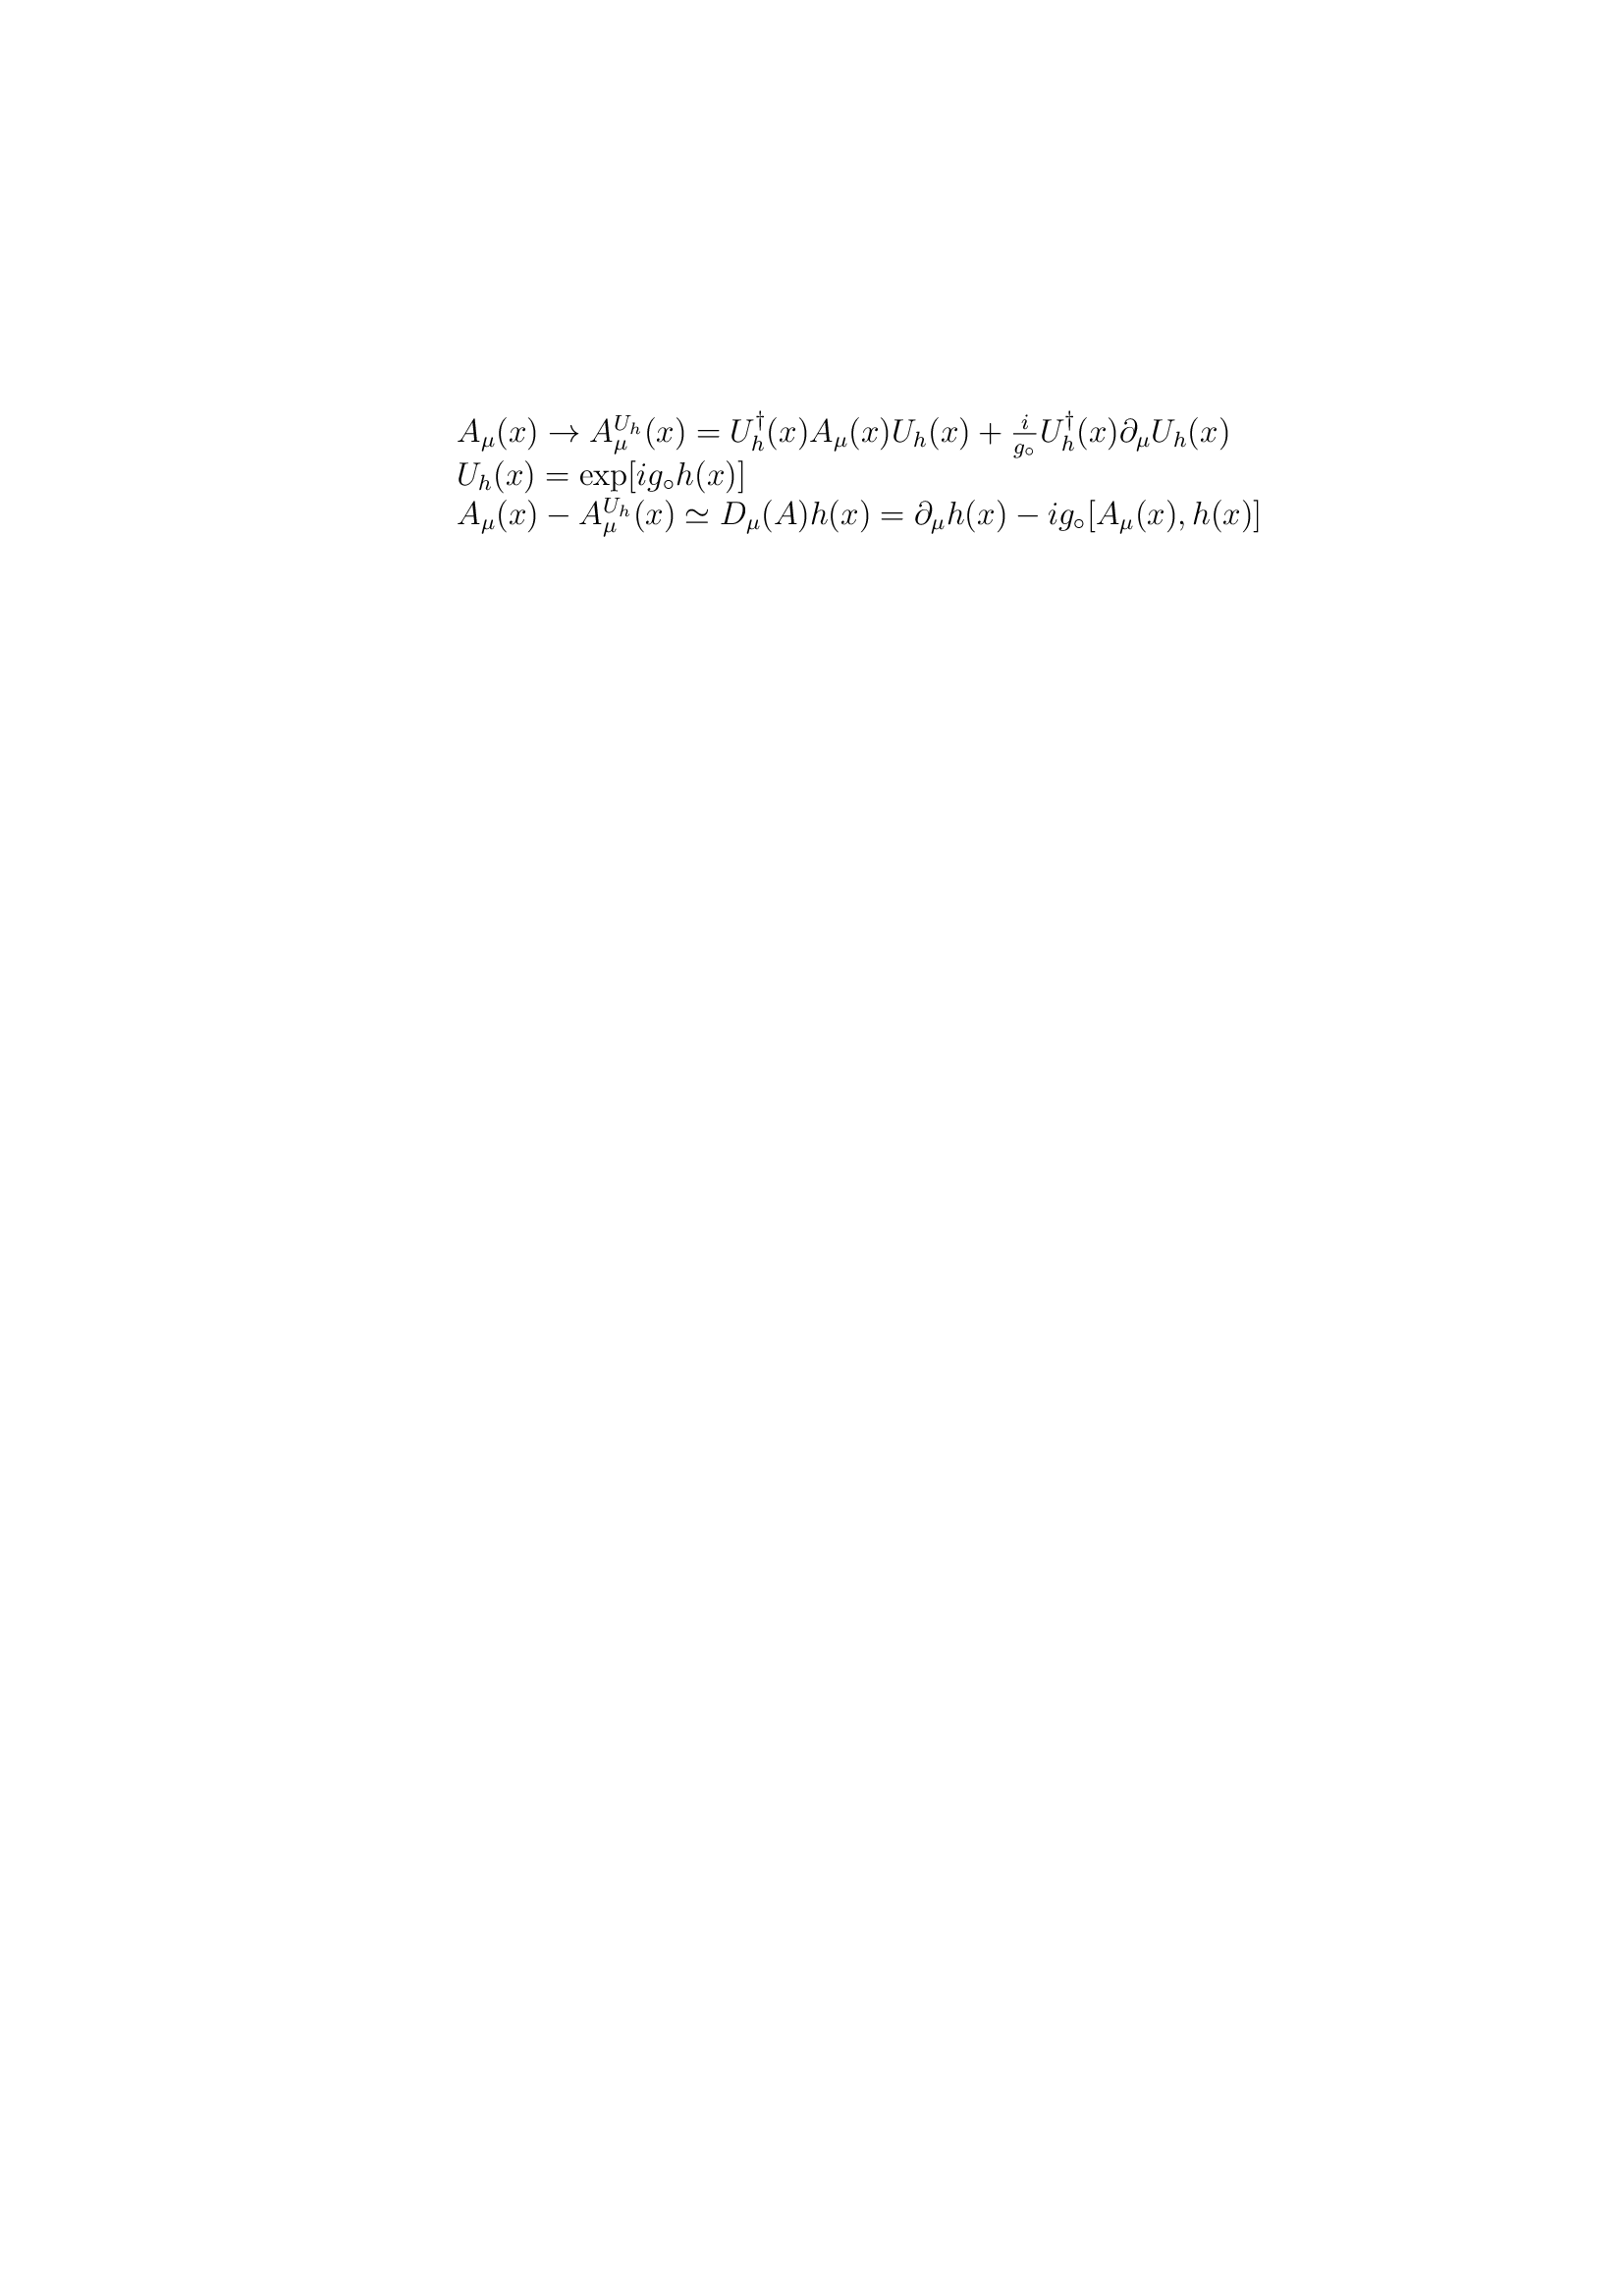 $A_\mu(x) \to A_\mu^{U_h}(x) = U_h^\dagger(x) A_\mu(x) U_h(x) + \frac{i}{g_\circ} U_h^\dagger(x) \partial_\mu U_h(x)$
$U_h(x) = \exp[i g_\circ h(x)]$
$A_\mu(x) - A_\mu^{U_h}(x) \simeq D_\mu(A) h(x) = \partial_\mu h(x) - i g_\circ [A_\mu(x), h(x)]$